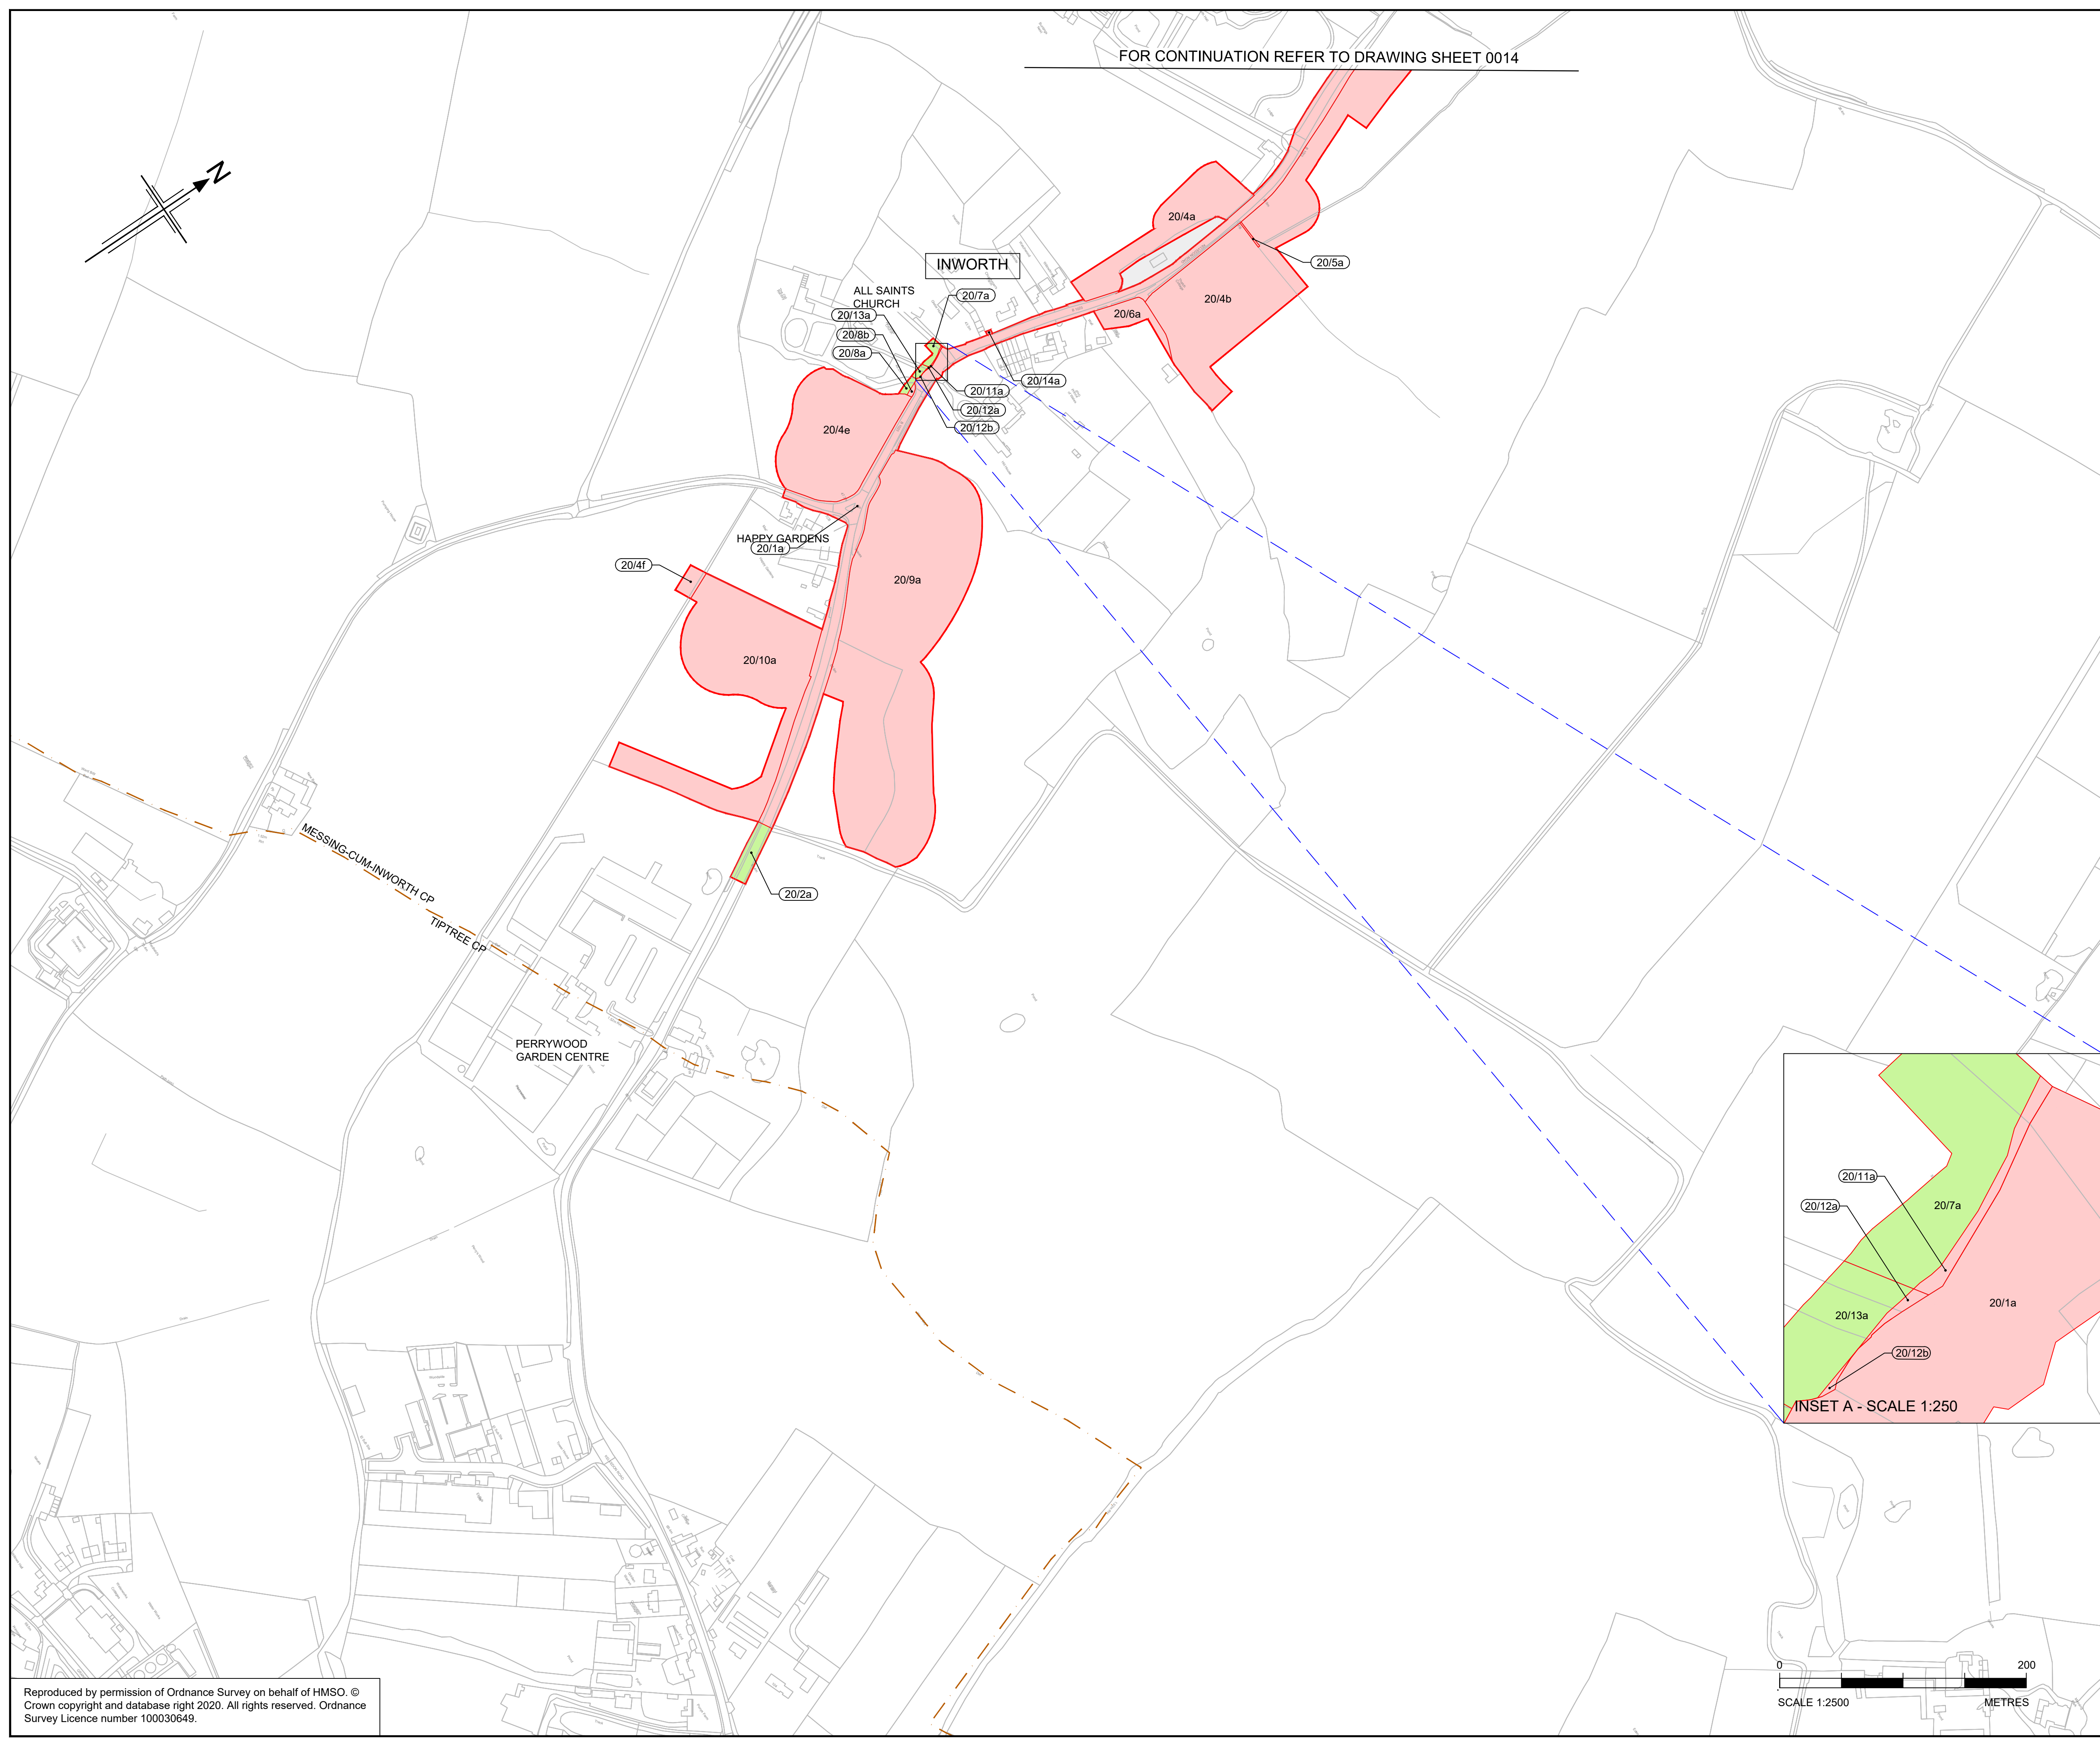 FOR CONTINUATION REFER TO DRAWING SHEET 0014
N
20/4a
INWORTH
20/5a
ALL SAINTS
CHURCH
20/7a
20/4b
20/13a
20/6a
20/8b
20/8a
20/14a
20/11a
20/12a
20/12b
20/4e
HAPPY GARDENS
20/1a
20/4f
20/9a
20/10a
MESSING-CUM-INWORTH CP
TIPTREE CP
20/2a
PERRYWOOD
GARDEN CENTRE
20/11a
20/12a
20/7a
20/1a
20/13a
20/12b
INSET A - SCALE 1:250
0
200
SCALE 1:2500
METRES
Reproduced by permission of Ordnance Survey on behalf of HMSO. ©
Crown copyright and database right 2020. All rights reserved. Ordnance
Survey Licence number 100030649.